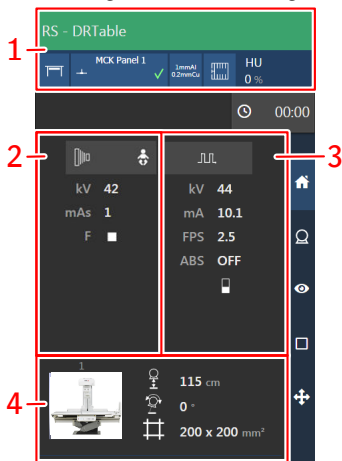 RS - DRTable
1
MCK Panel 1
1mmAl
0.2mmCu
HU
0 %
00:00
2
3
kV 42
mAs 1
F
kV 44
mA 10.1
FPS 2.5
ABS OFF
4
1
115 cm
0 °
200 x 200 mm²